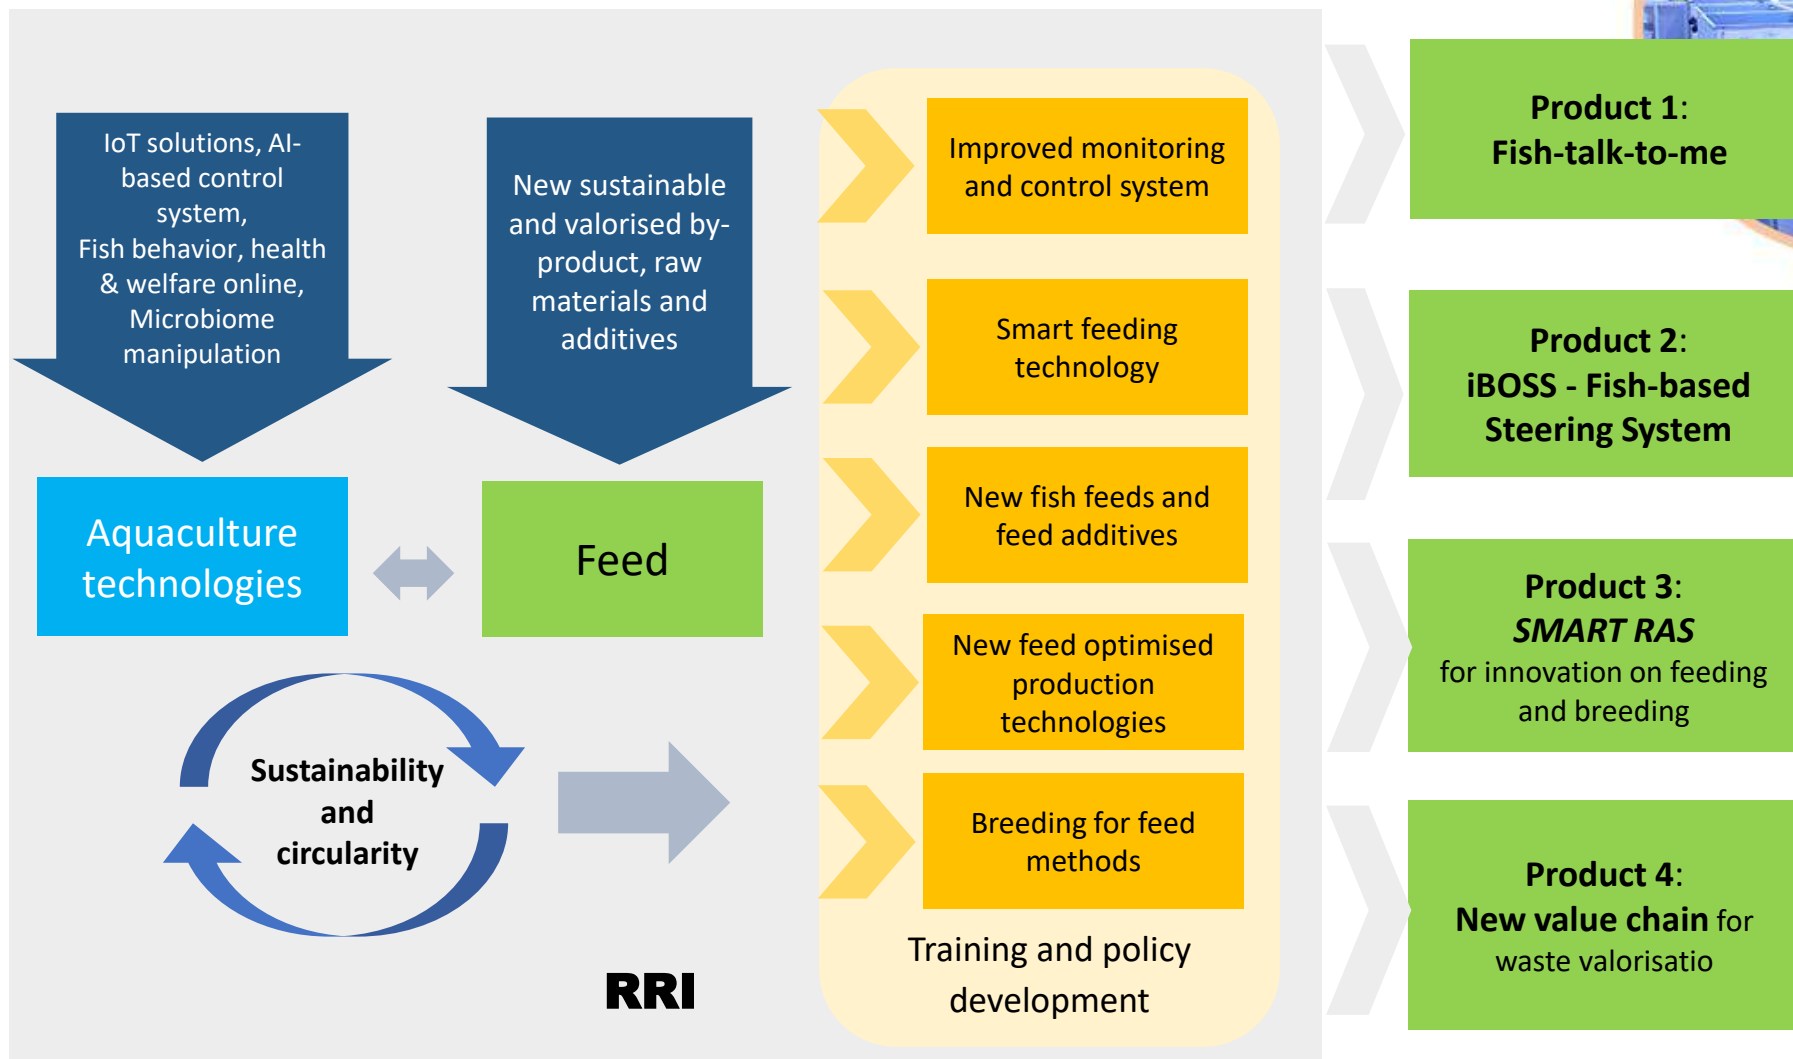 IoT solutions, AI-
based control
system,
Fish behavior, health
& welfare online,
Microbiome
manipulation
New sustainable
and valorised by-
product, raw
materials and
additives
Aquaculture
technologies
Feed
Sustainability
and
circularity
RRI
Improved monitoring
and control system
Smart feeding
technology
New fish feeds and
feed additives
New feed optimised
production
technologies
Breeding for feed
methods
Training and policy
development
Product 1:
Fish-talk-to-me
Product 2:
iBOSS - Fish-based
Steering System
Product 3:
SMART RAS
for innovation on feeding
and breeding
Product 4:
New value chain for
waste valorisatio